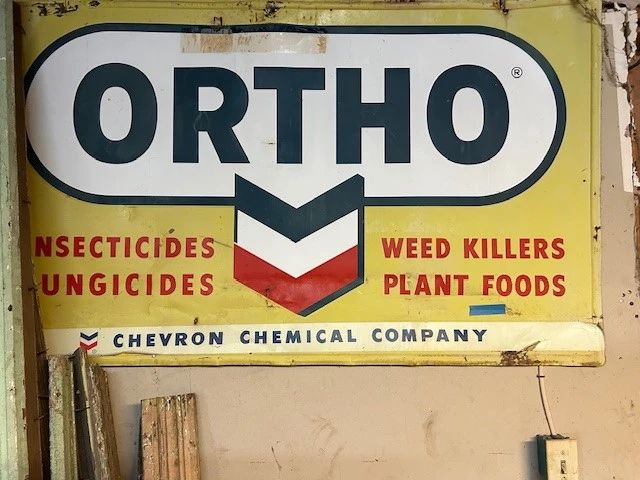 ORTHO®
NSECTICIDES WEED KILLERS
UNGICIDES PLANT FOODS
CHEVRON CHEMICAL COMPANY